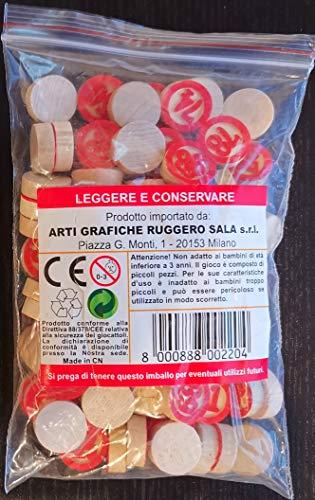 LEGGERE E CONSERVARE
Prodotto importato da:
ARTI GRAFICHE RUGGERO SALA s.r.l.
Piazza G. Monti, 1 - 20153 Milano
CE
0-3
Attenzione! Non adatto ai bambini di età
inferiore a 3 anni. Il gioco è composto di
piccoli pezzi. Per le sue caratteristiche
d'uso è inadatto ai bambini troppo
piccoli e può essere pericoloso se
utilizzato in modo scorretto.
Prodotto conforme alla
Direttiva 88/378/CEE relativa
alla sicurezza dei giocattoli.
La dichiarazione di
conformità è disponibile
presso la Nostra sede.
Made in CN
8 000888 002204
Si prega di tenere questo imballo per eventuali utilizzi futuri.